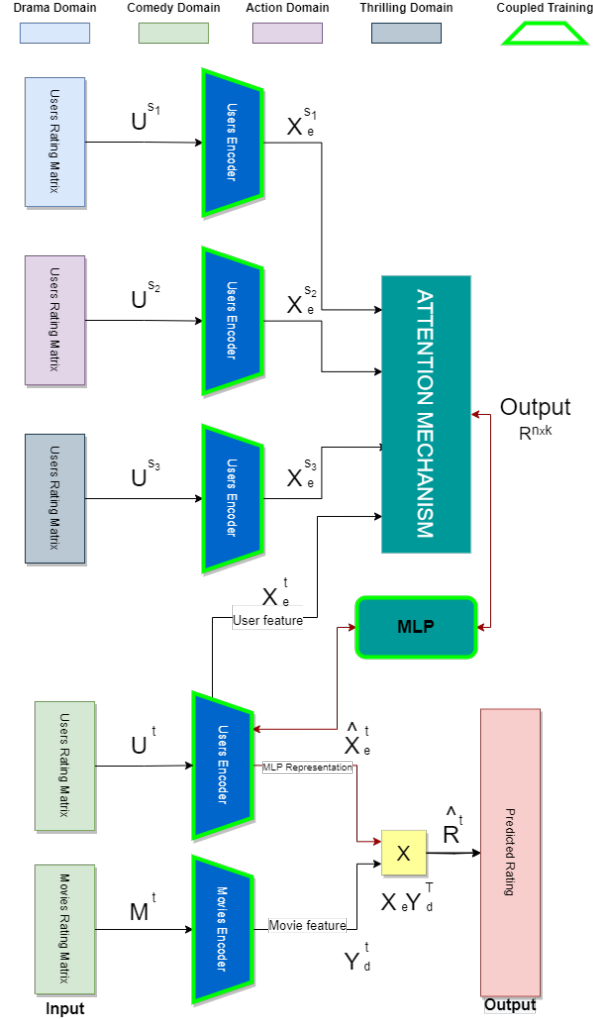 Drama Domain
Comedy Domain
Action Domain
Thrilling Domain
Coupled Training
Users Rating Matrix
U^{s1}
Users Encoder
X_e^{s1}
Users Rating Matrix
U^{s2}
Users Encoder
X_e^{s2}
ATTENTION MECHANISM
Output
R^{n×k}
Users Rating Matrix
U^{s3}
Users Encoder
X_e^{s3}
X_e^t
User feature
MLP
Users Rating Matrix
U^t
Users Encoder
X̂_e^t
MLP Representation
Predicted Rating
X
R̂^t
X_e Y_d^T
Movies Rating Matrix
M^t
Movies Encoder
Movie feature
Y_d^t
Input
Output